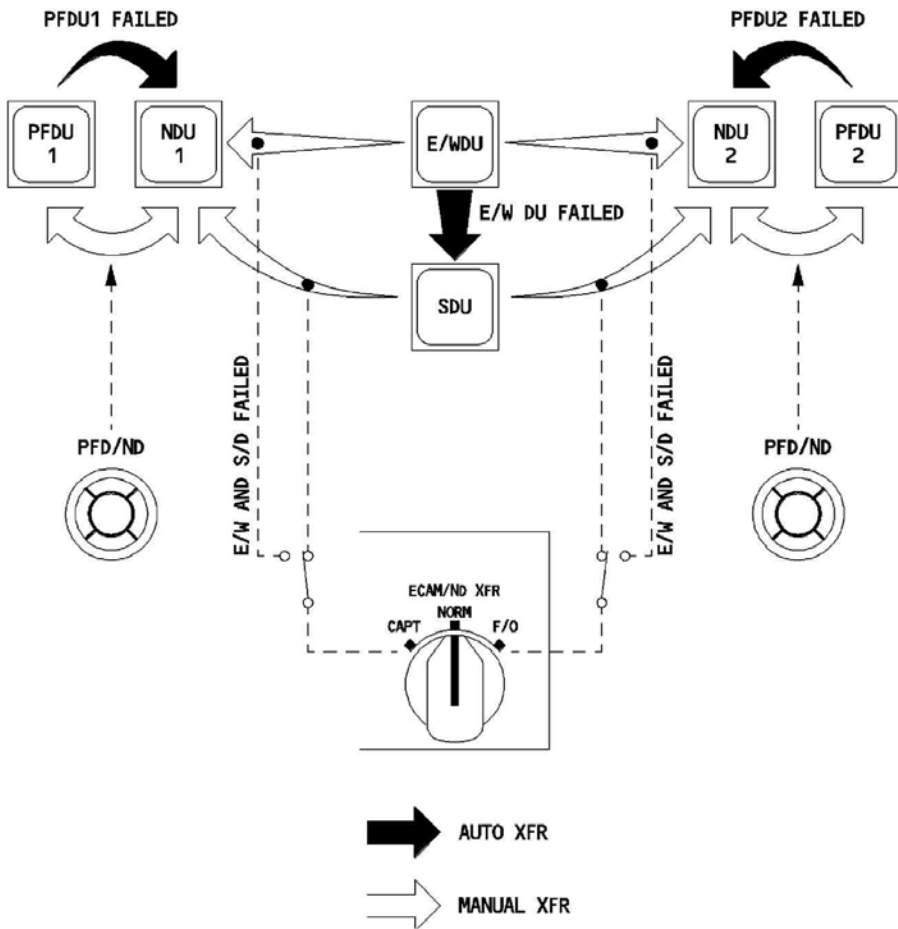 PFDU1 FAILED
PFDU2 FAILED
PFDU
1
NDU
1
E/WDU
NDU
2
PFDU
2
E/W DU FAILED
SDU
E/W AND S/D FAILED
E/W AND S/D FAILED
PFD/ND
PFD/ND
ECAM/ND XFR
NORM
CAPT
F/O
AUTO XFR
MANUAL XFR